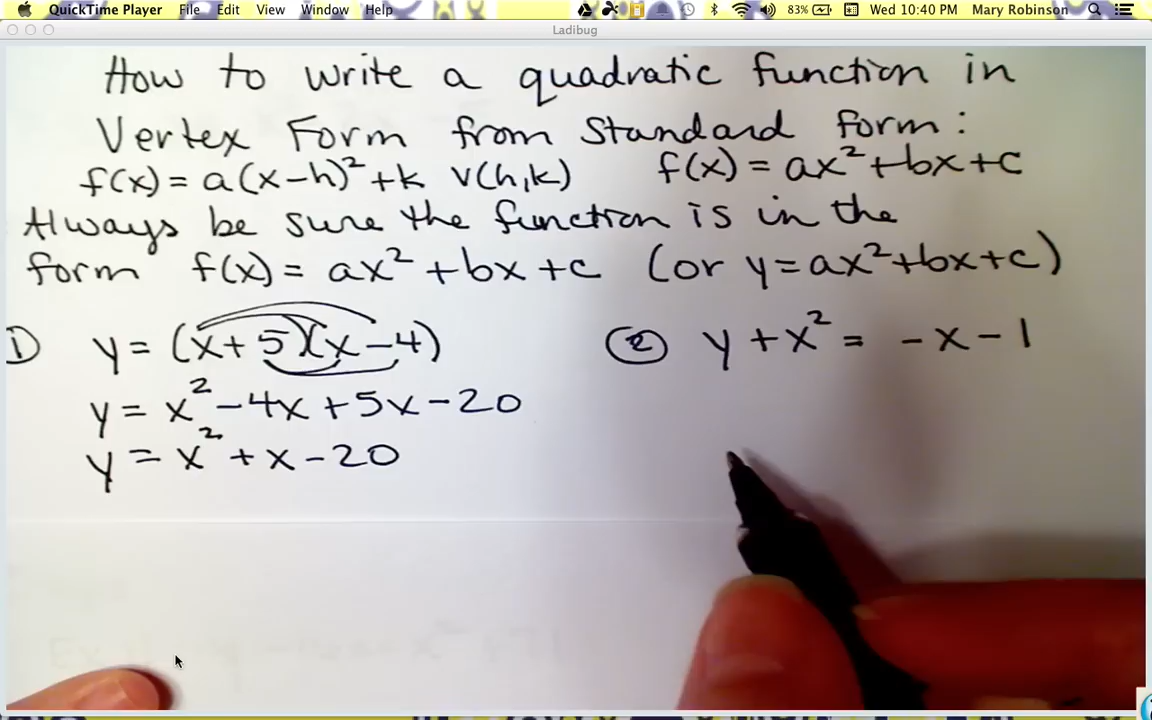 QuickTime Player File Edit View Window Help 83% Wed 10:40 PM Mary Robinson
Ladibug
How to write a quadratic function in
Vertex Form from Standard form:
f(x) = a(x-h)² + k V(h,k) f(x) = ax² + bx + c
Always be sure the function is in the
form f(x) = ax² + bx + c (or y = ax² + bx + c)
① y = (x+5)(x-4) ② y + x² = -x - 1
y = x² - 4x + 5x - 20
y = x² + x - 20